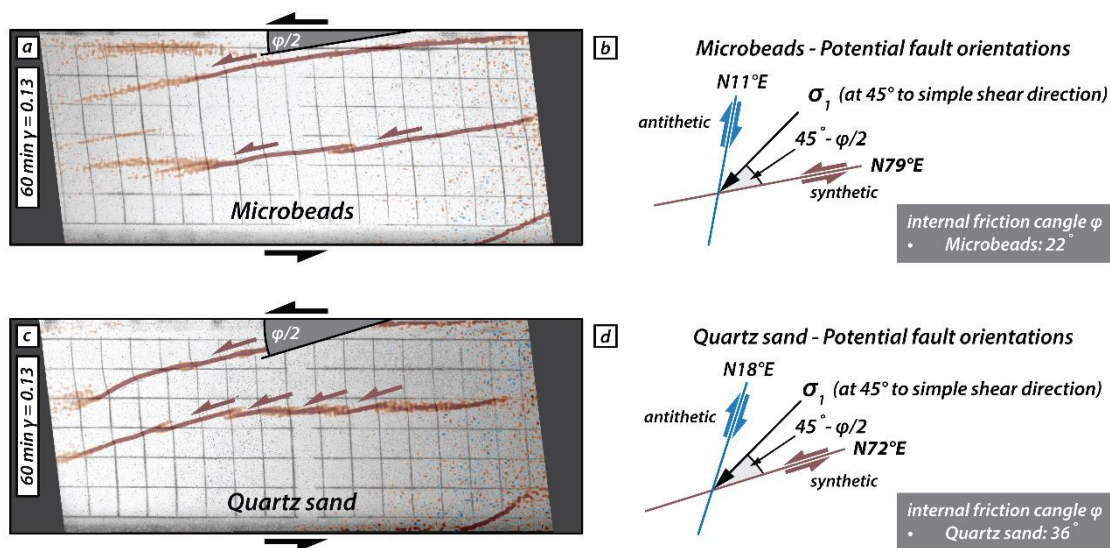 a
φ/2
60 min γ = 0.13
Microbeads
b
Microbeads - Potential fault orientations
N11°E
σ1 (at 45° to simple shear direction)
antithetic
45°- φ/2
N79°E
synthetic
internal friction cangle φ
• Microbeads: 22°
c
φ/2
60 min γ = 0.13
Quartz sand
d
Quartz sand - Potential fault orientations
N18°E
σ1 (at 45° to simple shear direction)
antithetic
45°- φ/2
N72°E
synthetic
internal friction cangle φ
• Quartz sand: 36°